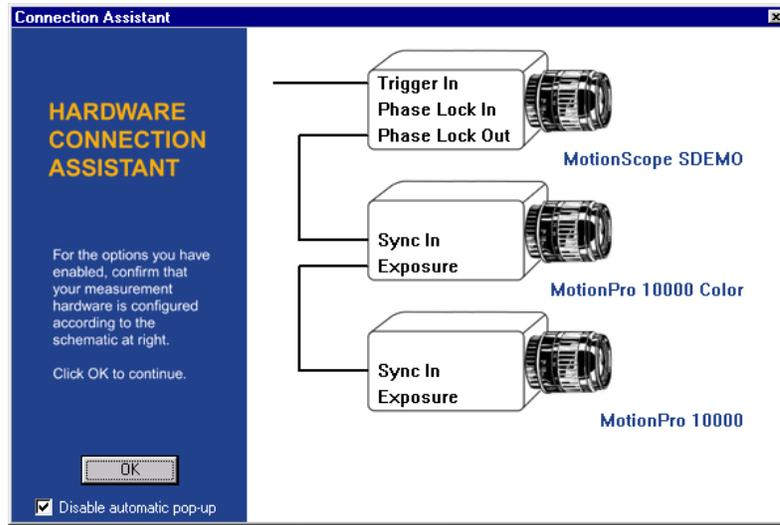 Connection Assistant
HARDWARE
CONNECTION
ASSISTANT
For the options you have
enabled, confirm that
your measurement
hardware is configured
according to the
schematic at right.
Click OK to continue.
OK
Disable automatic pop-up
Trigger In
Phase Lock In
Phase Lock Out
MotionScope SDEMO
Sync In
Exposure
MotionPro 10000 Color
Sync In
Exposure
MotionPro 10000